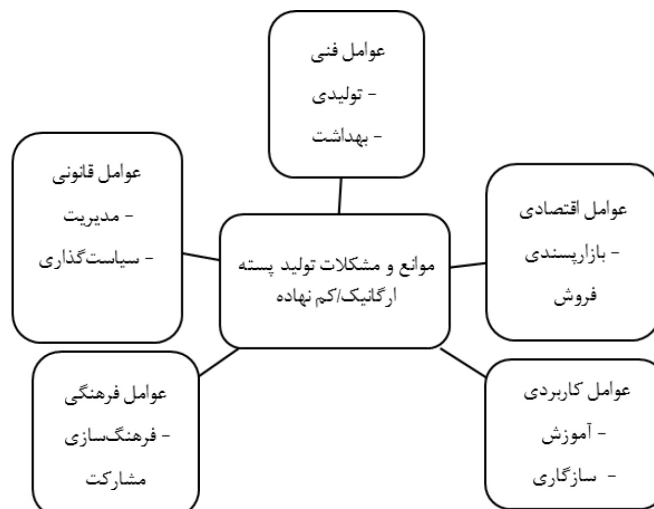 عوامل فنی
- تولیدی
- بهداشت
عوامل قانونی
- مدیریت
- سیاست‌گذاری
عوامل اقتصادی
- بازارپسندی
فروش
موانع و مشکلات تولید پسته
ارگانیک/کم نهاده
عوامل فرهنگی
- فرهنگ‌سازی
مشارکت
عوامل کاربردی
- آموزش
- سازگاری